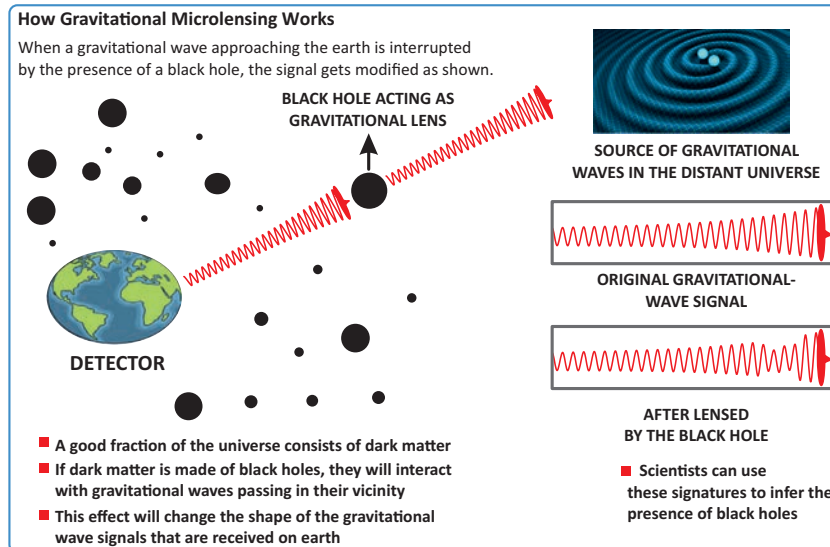 How Gravitational Microlensing Works
When a gravitational wave approaching the earth is interrupted
by the presence of a black hole, the signal gets modified as shown.
BLACK HOLE ACTING AS
GRAVITATIONAL LENS
SOURCE OF GRAVITATIONAL
WAVES IN THE DISTANT UNIVERSE
ORIGINAL GRAVITATIONAL-
WAVE SIGNAL
DETECTOR
AFTER LENSED
BY THE BLACK HOLE
A good fraction of the universe consists of dark matter
If dark matter is made of black holes, they will interact
with gravitational waves passing in their vicinity
This effect will change the shape of the gravitational
wave signals that are received on earth
Scientists can use
these signatures to infer the
presence of black holes